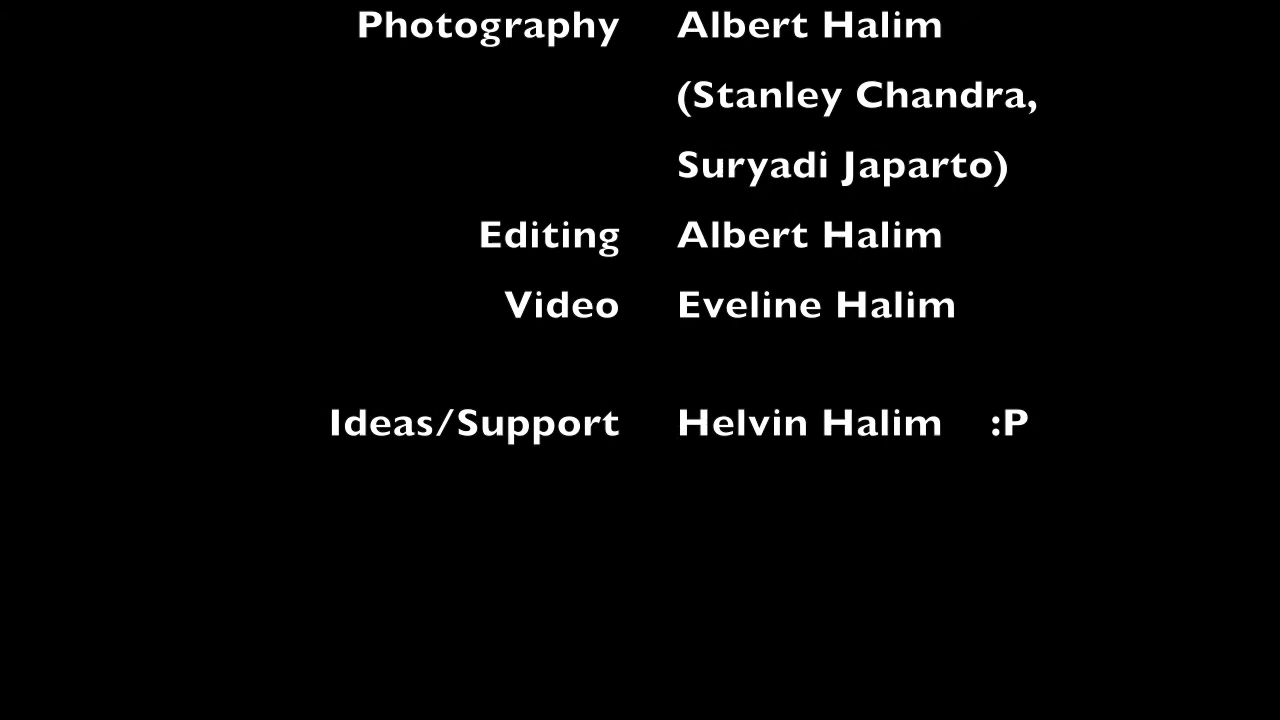 Photography Albert Halim
(Stanley Chandra,
Suryadi Japarto)
Editing Albert Halim
Video Eveline Halim
Ideas/Support Helvin Halim :P